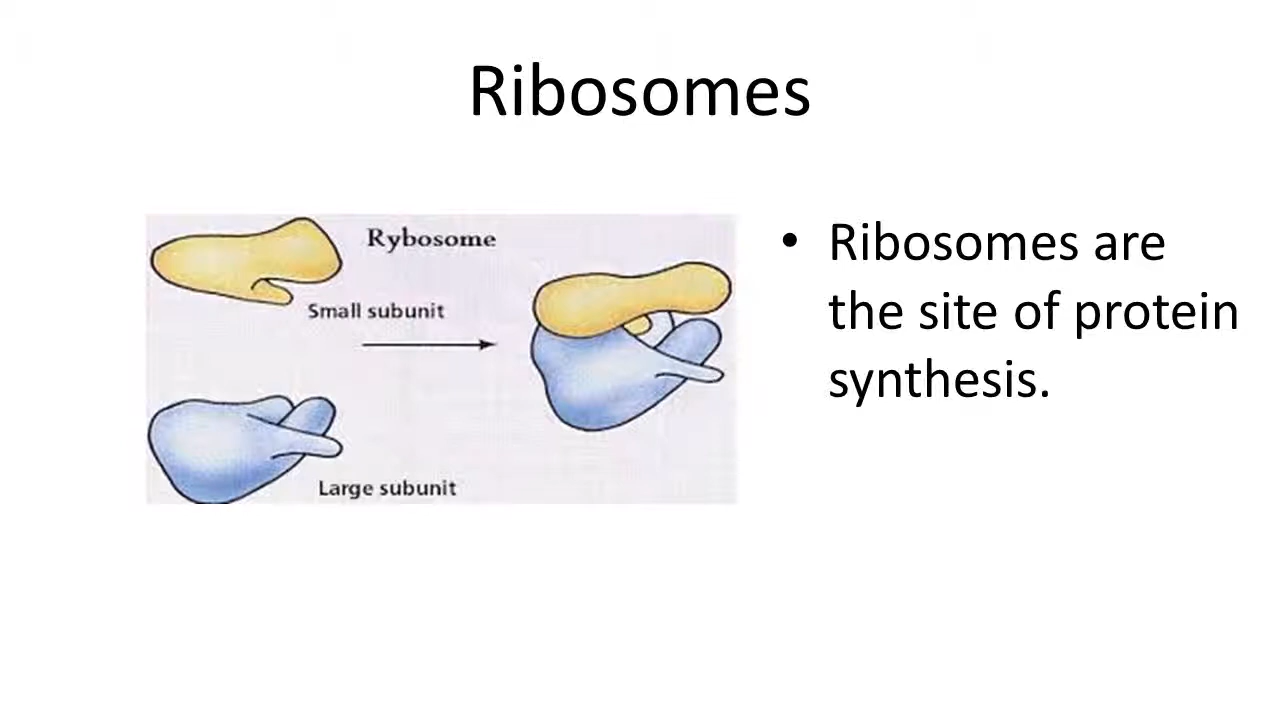 Ribosomes
Rybosome
Small subunit
Large subunit
• Ribosomes are
the site of protein
synthesis.